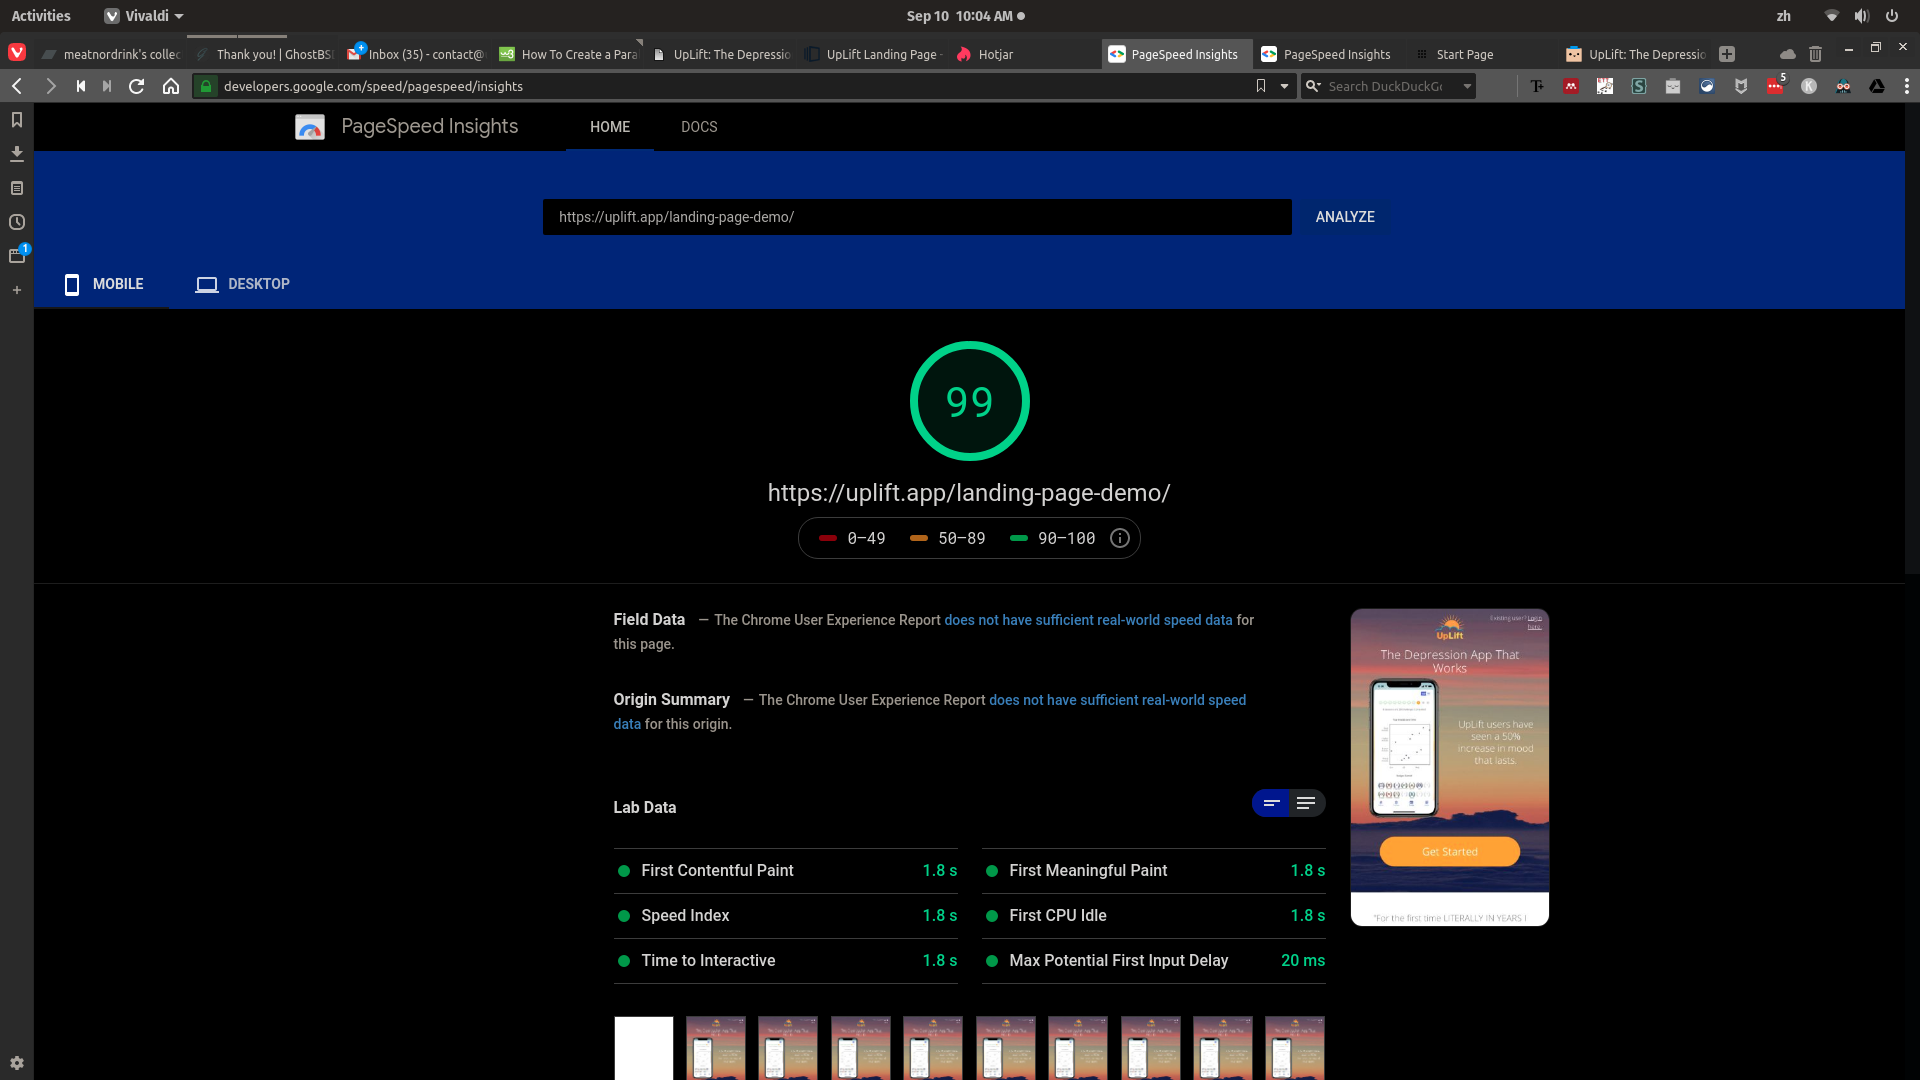 Activities
Vivaldi
Sep 10 10:04 AM
zh
meatnordrink's collec
Thank you! | GhostBS
Inbox (35) - contact@
How To Create a Para
UpLift: The Depressio
UpLift Landing Page -
Hotjar
PageSpeed Insights
PageSpeed Insights
Start Page
UpLift: The Depressio
developers.google.com/speed/pagespeed/insights
Search DuckDuckGo
5
1
PageSpeed Insights
HOME
DOCS
https://uplift.app/landing-page-demo/
ANALYZE
MOBILE
DESKTOP
99
https://uplift.app/landing-page-demo/
0–49
50–89
90–100
Field Data — The Chrome User Experience Report does not have sufficient real-world speed data for
this page.
Origin Summary — The Chrome User Experience Report does not have sufficient real-world speed
data for this origin.
Lab Data
First Contentful Paint 1.8 s
First Meaningful Paint 1.8 s
Speed Index 1.8 s
First CPU Idle 1.8 s
Time to Interactive 1.8 s
Max Potential First Input Delay 20 ms
Existing user? Login
here.
UpLift
The Depression App That
Works
UpLift users have
seen a 50%
increase in mood
that lasts.
Get Started
"For the first time LITERALLY IN YEARS I